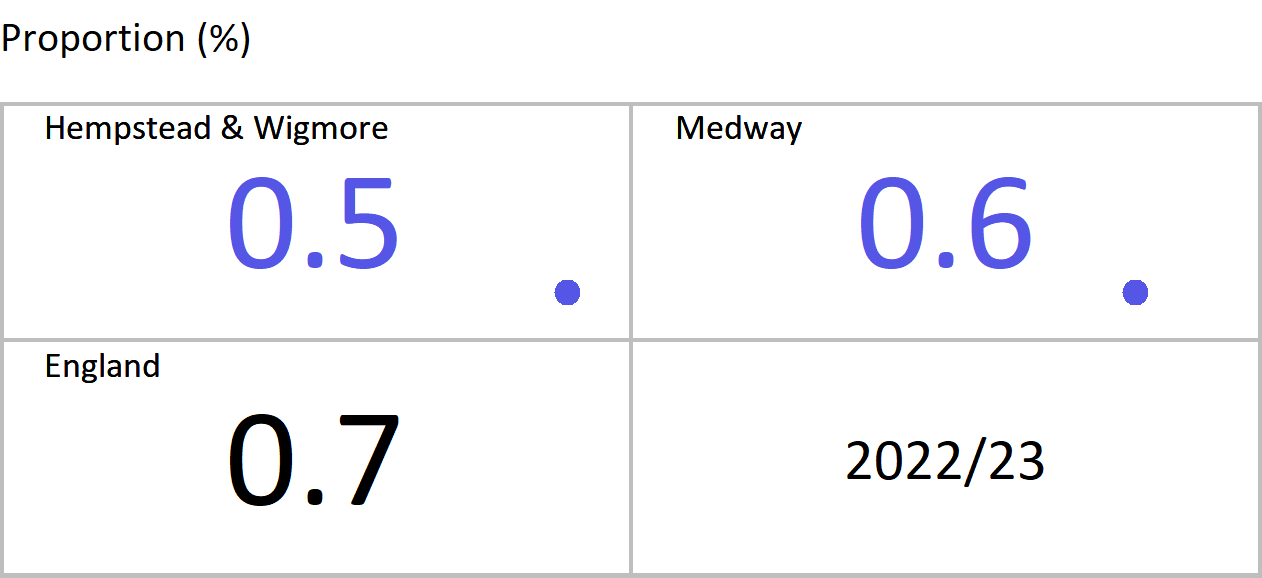 Proportion (%)
Hempstead & Wigmore
0.5
Medway
0.6
England
0.7
2022/23